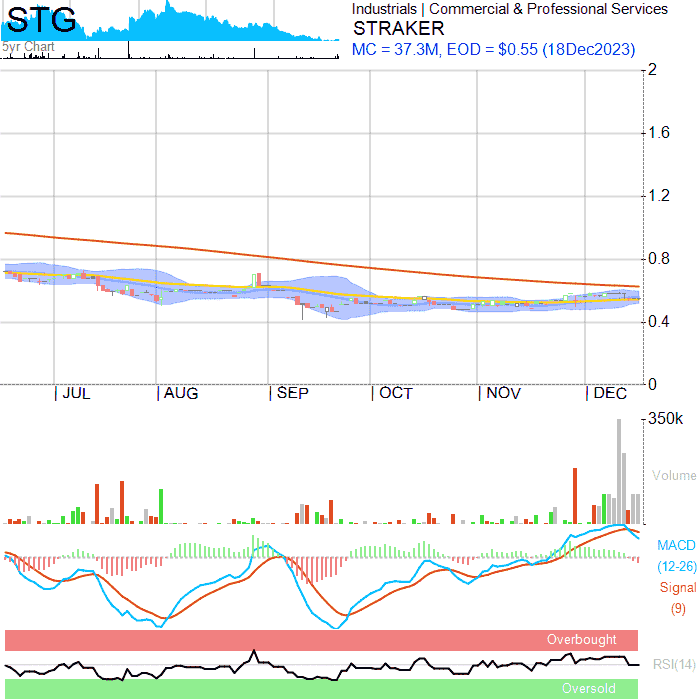 STG
5yr Chart
Industrials | Commercial & Professional Services
STRAKER
MC = 37.3M, EOD = $0.55 (18Dec2023)
2
1.6
1.2
0.8
0.4
0
JUL AUG SEP OCT NOV DEC
350k
Volume
MACD
(12-26)
Signal
(9)
Overbought
RSI(14)
Oversold